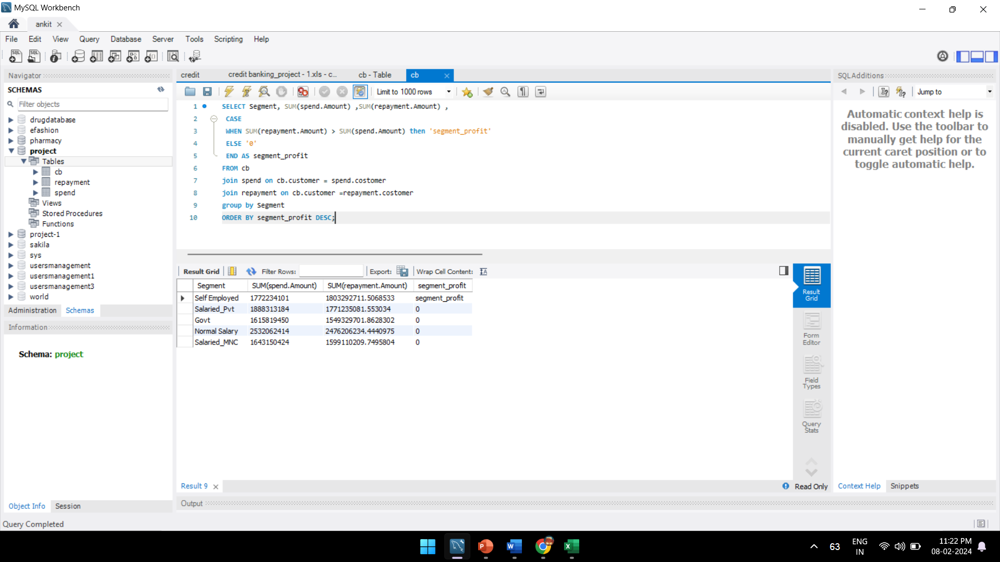 MySQL Workbench
ankit
File Edit View Query Database Server Tools Scripting Help
Navigator
SCHEMAS
Filter objects
drugdatabase
efashion
pharmacy
project
Tables
cb
repayment
spend
Views
Stored Procedures
Functions
project-1
sakila
sys
usersmanagement
usersmanagement1
usersmanagement3
world
Administration Schemas
Information
Schema: project
Object Info Session
Query Completed
credit credit banking_project - 1.xls - c... cb - Table cb
Limit to 1000 rows
1 SELECT Segment, SUM(spend.Amount) ,SUM(repayment.Amount) ,
2 CASE
3 WHEN SUM(repayment.Amount) > SUM(spend.Amount) then 'segment_profit'
4 ELSE '0'
5 END AS segment_profit
6 FROM cb
7 join spend on cb.customer = spend.costomer
8 join repayment on cb.customer =repayment.costomer
9 group by Segment
10 ORDER BY segment_profit DESC;
Result Grid Filter Rows: Export: Wrap Cell Content:
Segment SUM(spend.Amount) SUM(repayment.Amount) segment_profit
Self Employed 1772234101 1803292711.5068533 segment_profit
Salaried_Pvt 1888313184 1771235081.553034 0
Govt 1615819450 1549329701.8628302 0
Normal Salary 2532062414 2476206234.4440975 0
Salaried_MNC 1643150424 1599110209.7495804 0
Result
Grid
Form
Editor
Field
Types
Query
Stats
Result 9
Read Only
Output
SQLAdditions
Jump to
Automatic context help is
disabled. Use the toolbar to
manually get help for the
current caret position or to
toggle automatic help.
Context Help Snippets
63
ENG
IN
11:22 PM
08-02-2024